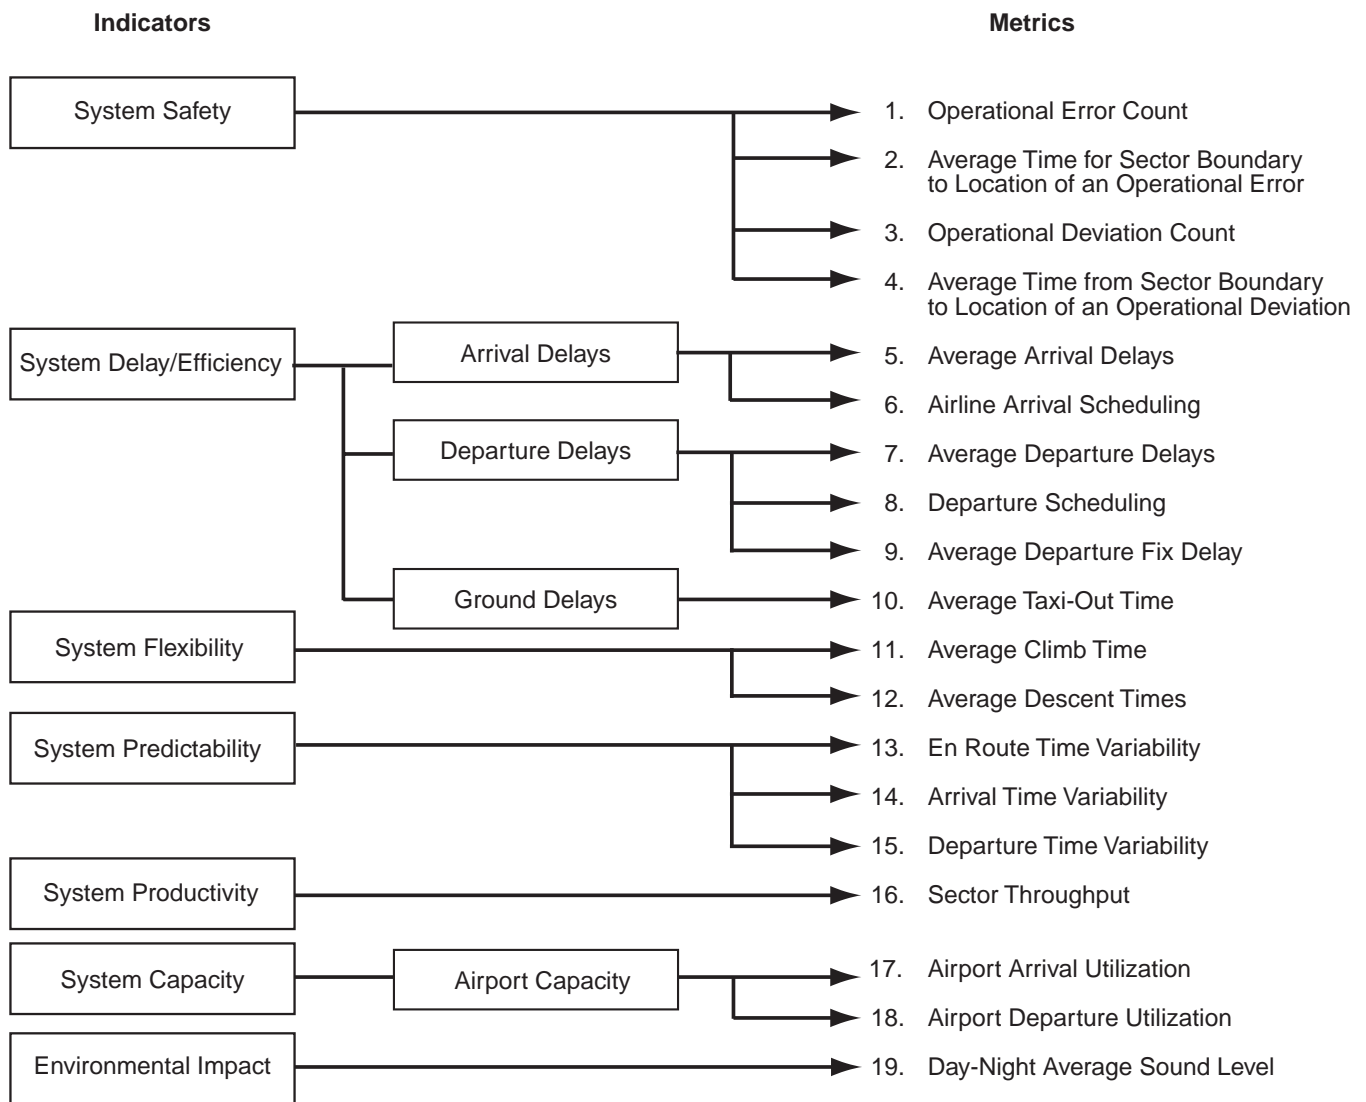 Indicators
Metrics
System Safety
1. Operational Error Count
2. Average Time for Sector Boundary
to Location of an Operational Error
3. Operational Deviation Count
4. Average Time from Sector Boundary
to Location of an Operational Deviation
System Delay/Efficiency
Arrival Delays
5. Average Arrival Delays
6. Airline Arrival Scheduling
Departure Delays
7. Average Departure Delays
8. Departure Scheduling
9. Average Departure Fix Delay
Ground Delays
10. Average Taxi-Out Time
System Flexibility
11. Average Climb Time
12. Average Descent Times
System Predictability
13. En Route Time Variability
14. Arrival Time Variability
15. Departure Time Variability
System Productivity
16. Sector Throughput
System Capacity
Airport Capacity
17. Airport Arrival Utilization
18. Airport Departure Utilization
Environmental Impact
19. Day-Night Average Sound Level